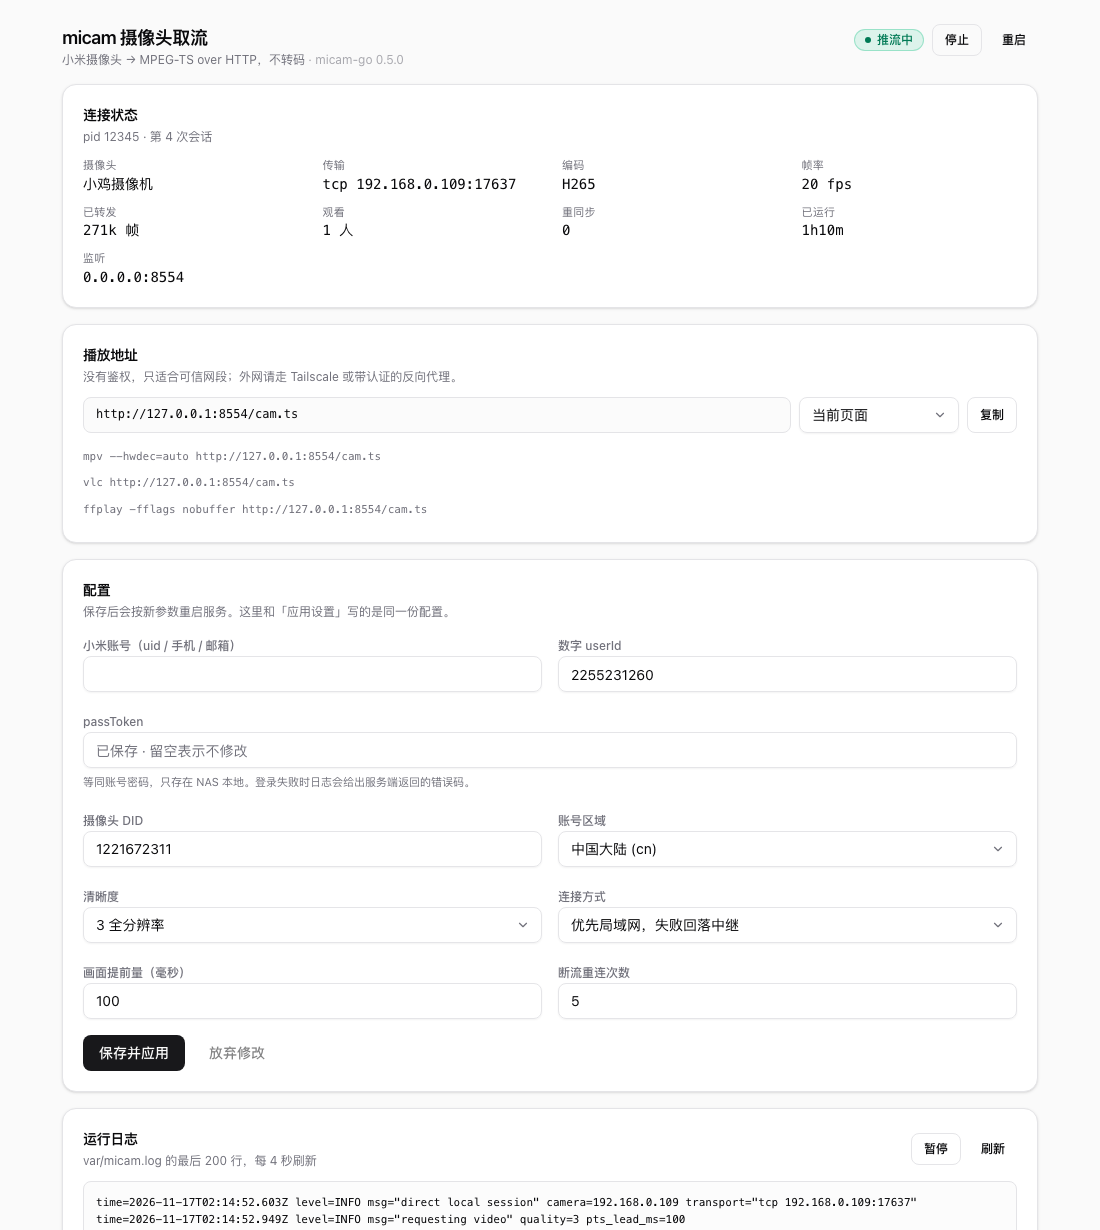 micam 摄像头取流
小米摄像头 → MPEG-TS over HTTP，不转码 · micam-go 0.5.0
推流中
停止
重启
连接状态
pid 12345 · 第 4 次会话
摄像头
小鸡摄像机
传输
tcp 192.168.0.109:17637
编码
H265
帧率
20 fps
已转发
271k 帧
观看
1 人
重同步
0
已运行
1h10m
监听
0.0.0.0:8554
播放地址
没有鉴权，只适合可信网段；外网请走 Tailscale 或带认证的反向代理。
http://127.0.0.1:8554/cam.ts
当前页面
复制
mpv --hwdec=auto http://127.0.0.1:8554/cam.ts
vlc http://127.0.0.1:8554/cam.ts
ffplay -fflags nobuffer http://127.0.0.1:8554/cam.ts
配置
保存后会按新参数重启服务。这里和「应用设置」写的是同一份配置。
小米账号（uid / 手机 / 邮箱）
数字 userId
2255231260
passToken
已保存 · 留空表示不修改
等同账号密码，只存在 NAS 本地。登录失败时日志会给出服务端返回的错误码。
摄像头 DID
1221672311
账号区域
中国大陆 (cn)
清晰度
3 全分辨率
连接方式
优先局域网，失败回落中继
画面提前量（毫秒）
100
断流重连次数
5
保存并应用
放弃修改
运行日志
var/micam.log 的最后 200 行，每 4 秒刷新
暂停
刷新
time=2026-11-17T02:14:52.603Z level=INFO msg="direct local session" camera=192.168.0.109 transport="tcp 192.168.0.109:17637"
time=2026-11-17T02:14:52.949Z level=INFO msg="requesting video" quality=3 pts_lead_ms=100